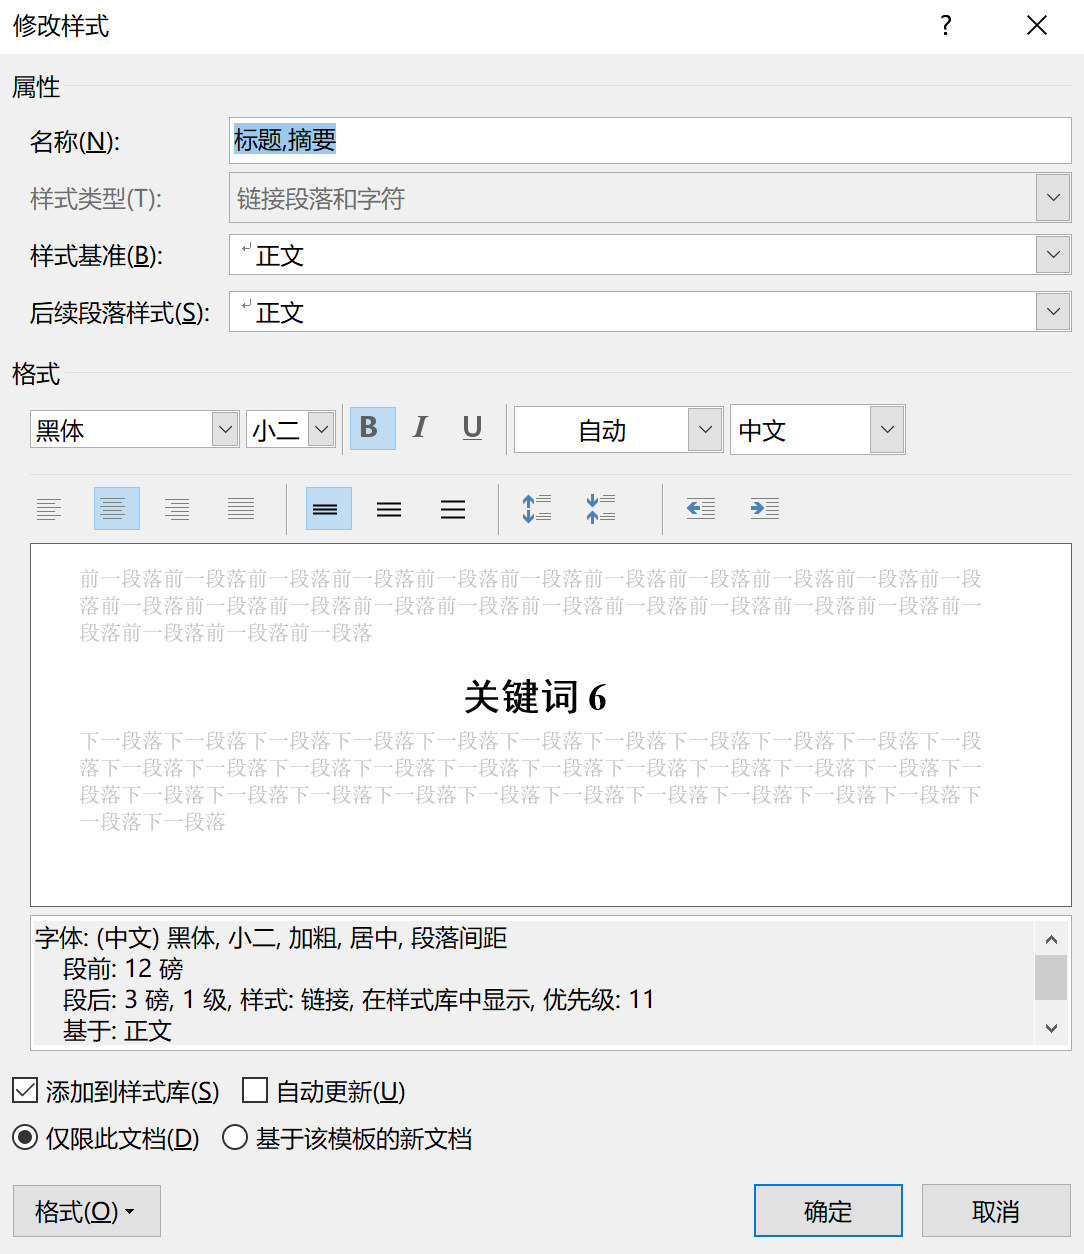 修改样式
?
属性
名称(N):
标题,摘要
样式类型(T):
链接段落和字符
样式基准(B):
正文
后续段落样式(S):
正文
格式
黑体 小二 B I U 自动 中文
前一段落前一段落前一段落前一段落前一段落前一段落前一段落前一段落前一段落前一段落前一段
落前一段落前一段落前一段落前一段落前一段落前一段落前一段落前一段落前一段落前一段落前一
段落前一段落前一段落前一段落
关键词 6
下一段落下一段落下一段落下一段落下一段落下一段落下一段落下一段落下一段落下一段落下一段
落下一段落下一段落下一段落下一段落下一段落下一段落下一段落下一段落下一段落下一段落下一
段落下一段落下一段落下一段落下一段落下一段落下一段落下一段落下一段落下一段落下一段落下
一段落下一段落
字体: (中文) 黑体, 小二, 加粗, 居中, 段落间距
段前: 12 磅
段后: 3 磅, 1 级, 样式: 链接, 在样式库中显示, 优先级: 11
基于: 正文
添加到样式库(S) 自动更新(U)
仅限此文档(D) 基于该模板的新文档
格式(O) 确定 取消